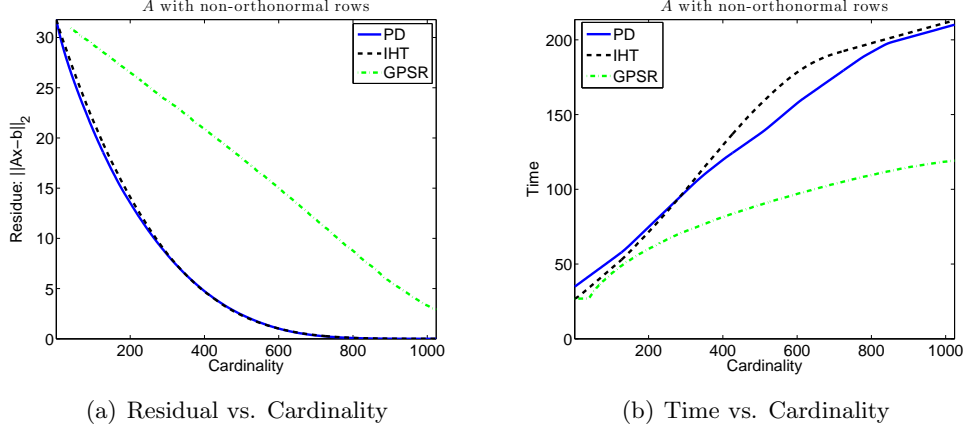 A with non-orthonormal rows
PD
IHT
GPSR
Residue: ||Ax−b||₂
30
25
20
15
10
5
0
200 400 600 800 1000
Cardinality
(a) Residual vs. Cardinality
A with non-orthonormal rows
PD
IHT
GPSR
Time
200
150
100
50
0
200 400 600 800 1000
Cardinality
(b) Time vs. Cardinality